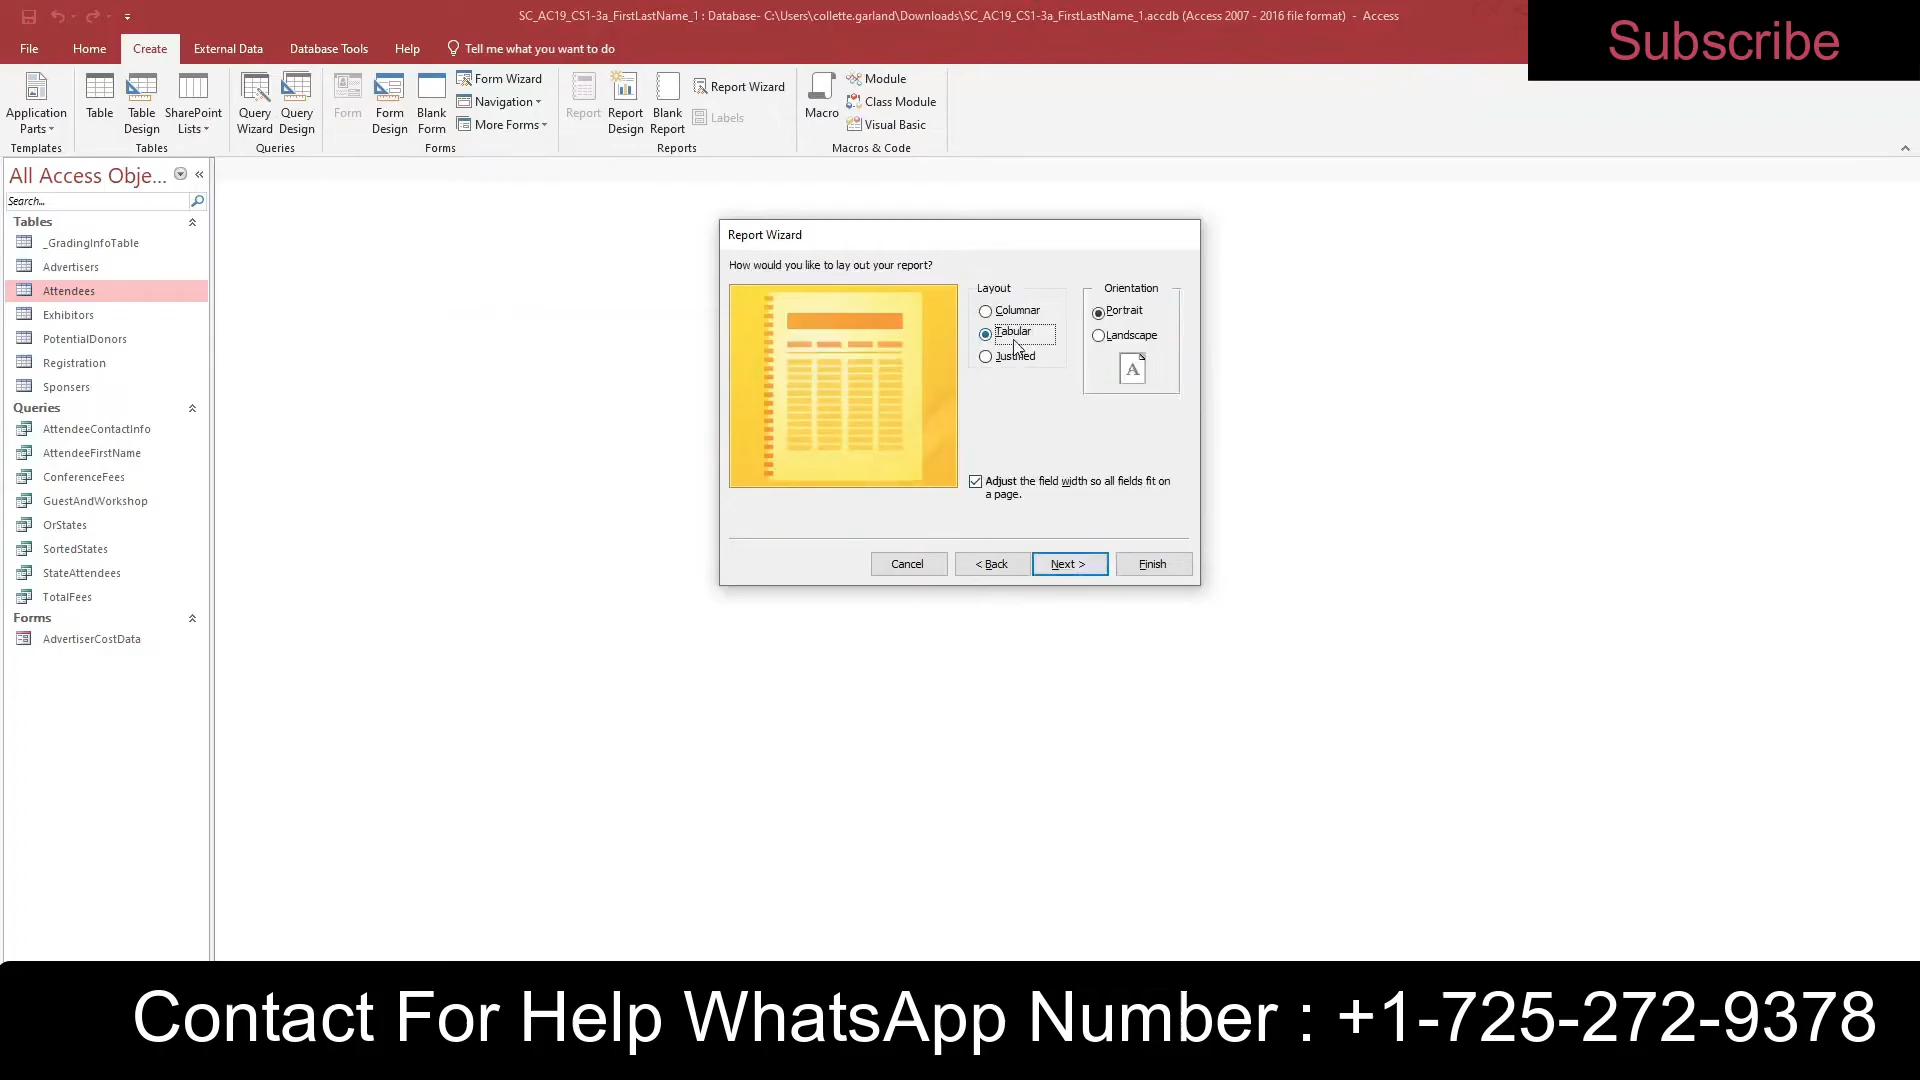 SC_AC19_CS1-3a_FirstLastName_1 : Database- C:\Users\collette.garland\Downloads\SC_AC19_CS1-3a_FirstLastName_1.accdb (Access 2007 - 2016 file format) - Access
Subscribe
File Home Create External Data Database Tools Help Tell me what you want to do
Application Parts
Table
Table Design
SharePoint Lists
Query Wizard
Query Design
Form
Form Design
Blank Form
Form Wizard
Navigation
More Forms
Report
Report Design
Blank Report
Report Wizard
Labels
Macro
Module
Class Module
Visual Basic
Templates Tables Queries Forms Reports Macros & Code
All Access Obje...
Search...
Tables
_GradingInfoTable
Advertisers
Attendees
Exhibitors
PotentialDonors
Registration
Sponsers
Queries
AttendeeContactInfo
AttendeeFirstName
ConferenceFees
GuestAndWorkshop
OrStates
SortedStates
StateAttendees
TotalFees
Forms
AdvertiserCostData
Report Wizard
How would you like to lay out your report?
Layout
Columnar
Tabular
Justified
Orientation
Portrait
Landscape
A
Adjust the field width so all fields fit on
a page.
Cancel < Back Next > Finish
Contact For Help WhatsApp Number : +1-725-272-9378